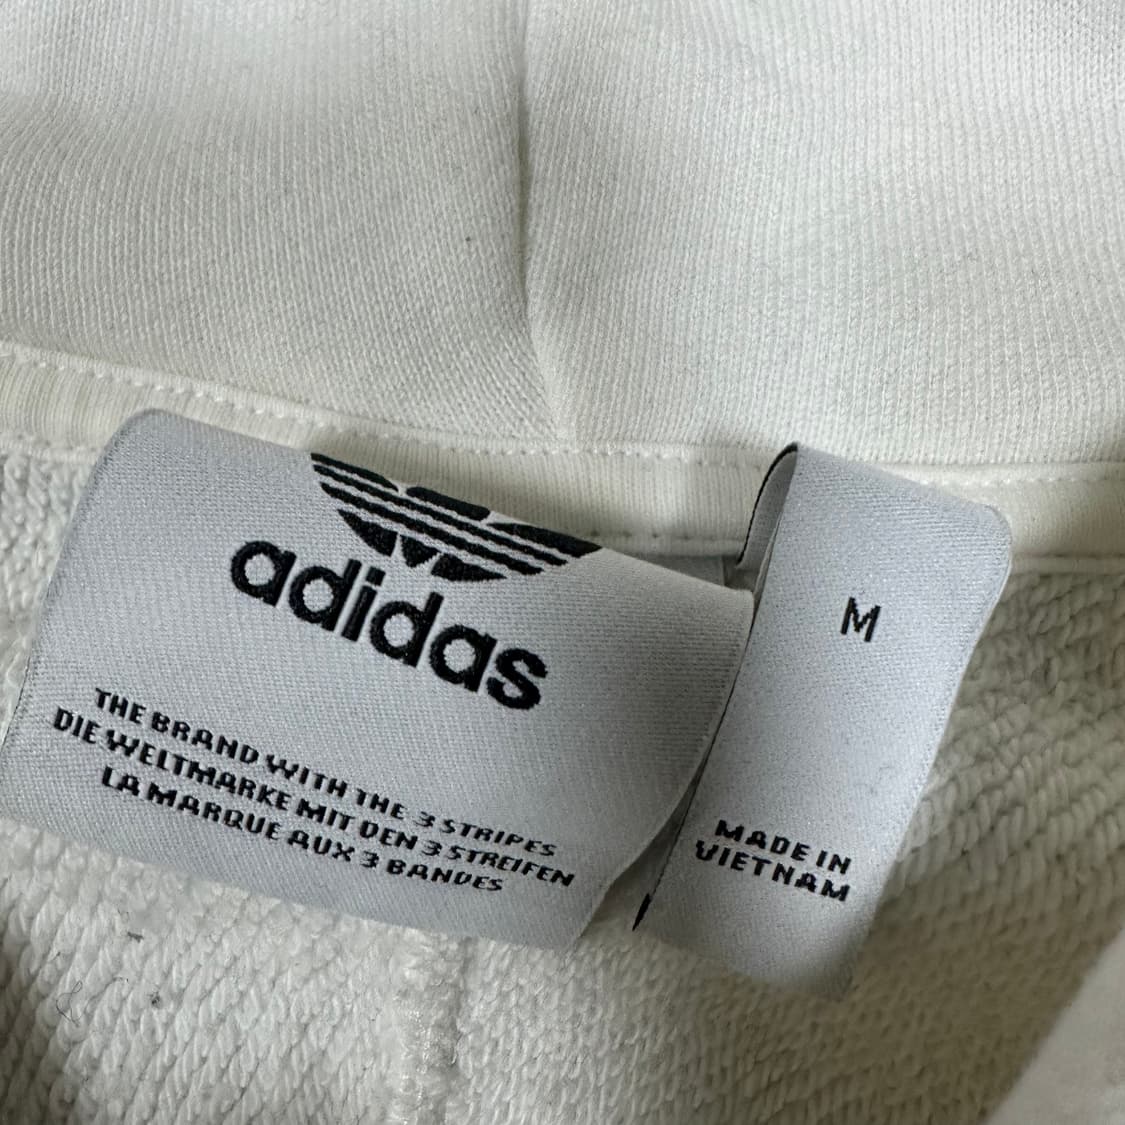 adidas
THE BRAND WITH THE 3 STRIPES
DIE WELTMARKE MIT DEN 3 STREIFEN
LA MARQUE AUX 3 BANDES
M
MADE IN
VIETNAM